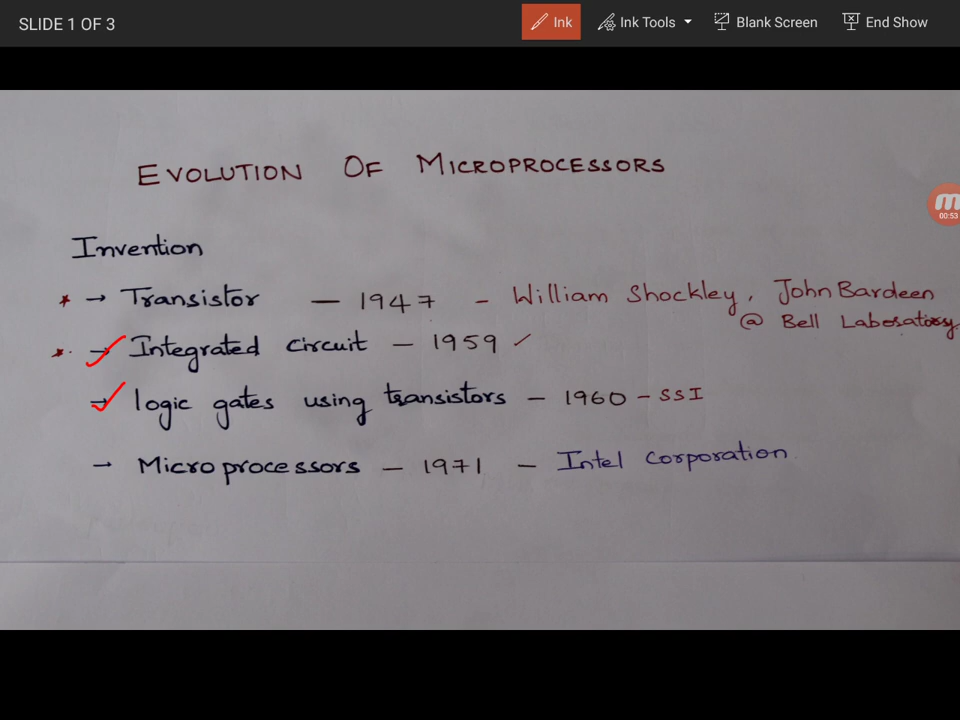 SLIDE 1 OF 3
Ink
Ink Tools
Blank Screen
End Show
EVOLUTION OF MICROPROCESSORS
00:53
Invention
* → Transistor — 1947 - William Shockley, John Bardeen
@ Bell Laboratory
* → Integrated circuit — 1959 ✓
→ logic gates using transistors — 1960 - SSI
→ Microprocessors — 1971 — Intel Corporation